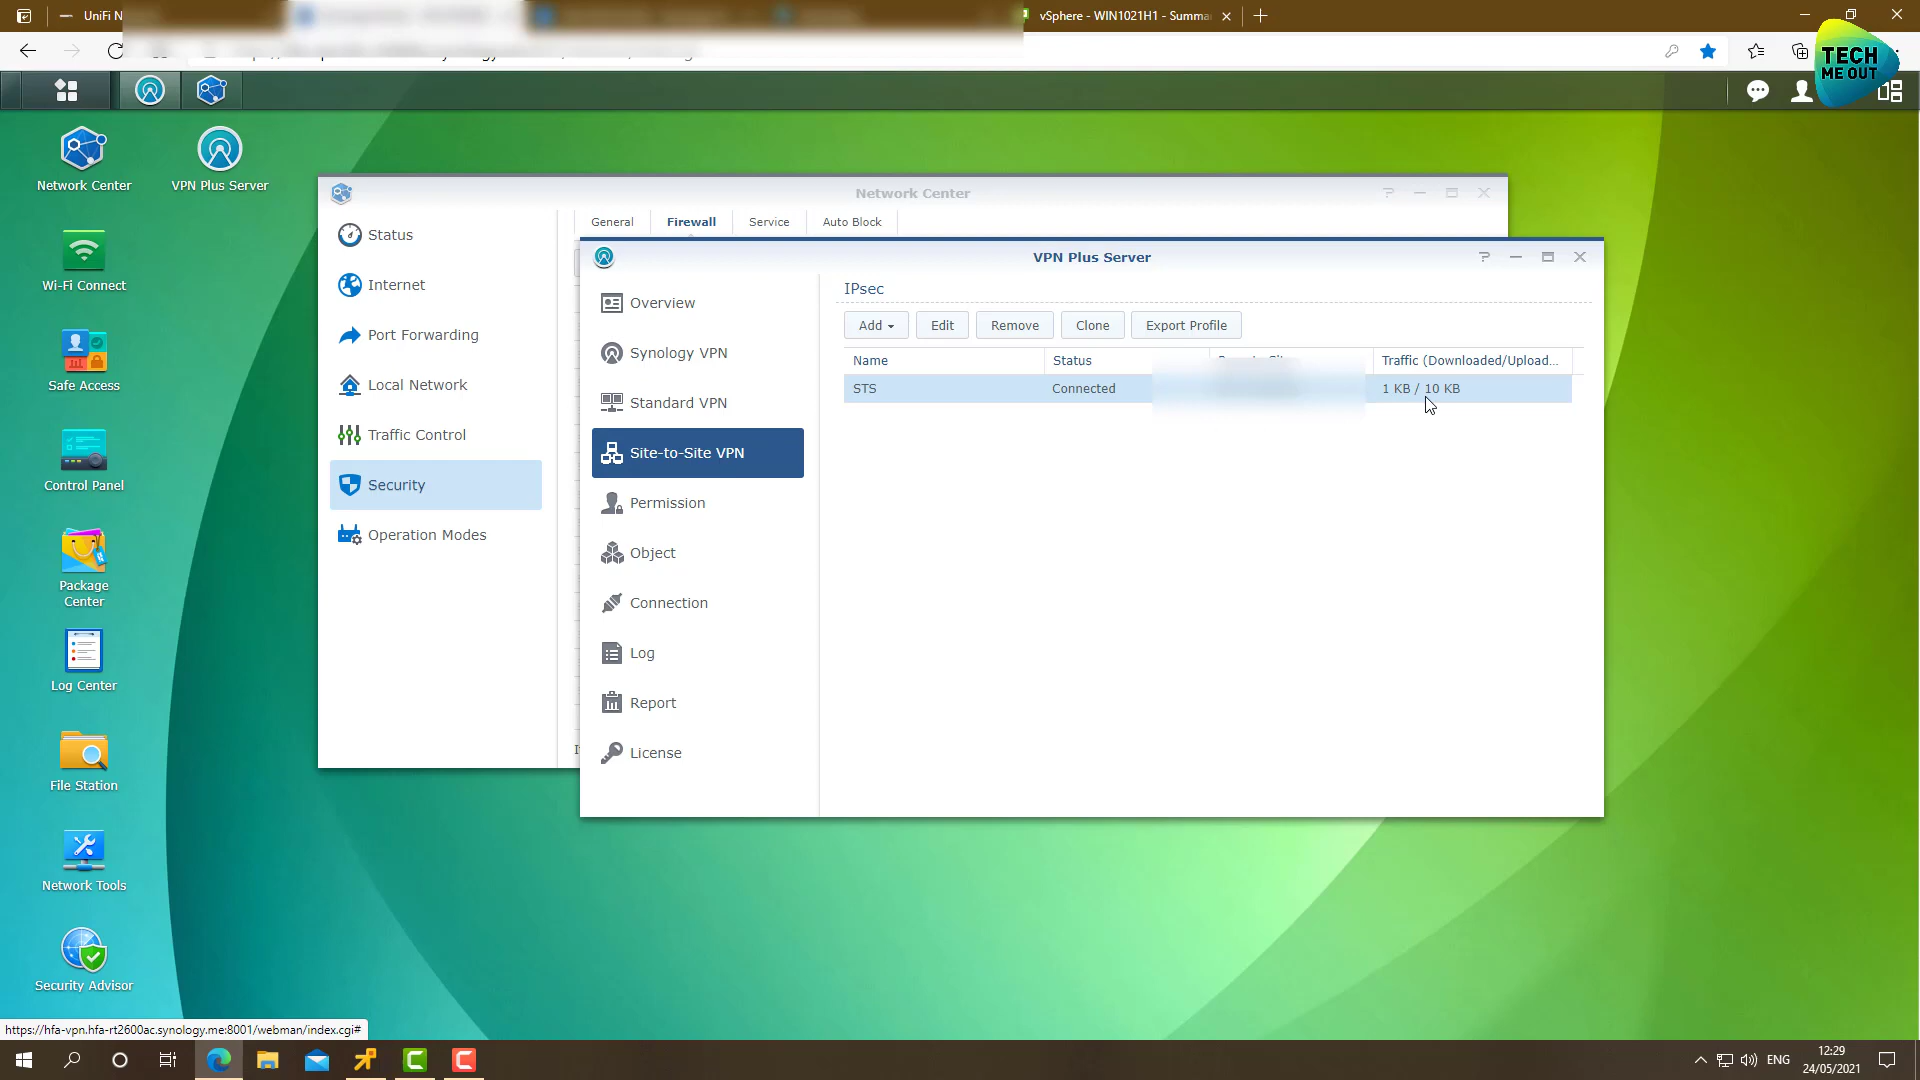 UniFi N
vSphere - WIN1021H1 - Summa
TECH
ME OUT
Network Center
VPN Plus Server
Wi-Fi Connect
Safe Access
Control Panel
Package
Center
Log Center
File Station
Network Tools
Security Advisor
Network Center
Status
Internet
Port Forwarding
Local Network
Traffic Control
Security
Operation Modes
General
Firewall
Service
Auto Block
VPN Plus Server
Overview
Synology VPN
Standard VPN
Site-to-Site VPN
Permission
Object
Connection
Log
Report
License
IPsec
Add
Edit
Remove
Clone
Export Profile
Name
Status
Traffic (Downloaded/Upload...
STS
Connected
1 KB / 10 KB
https://hfa-vpn.hfa-rt2600ac.synology.me:8001/webman/index.cgi#
ENG
12:29
24/05/2021